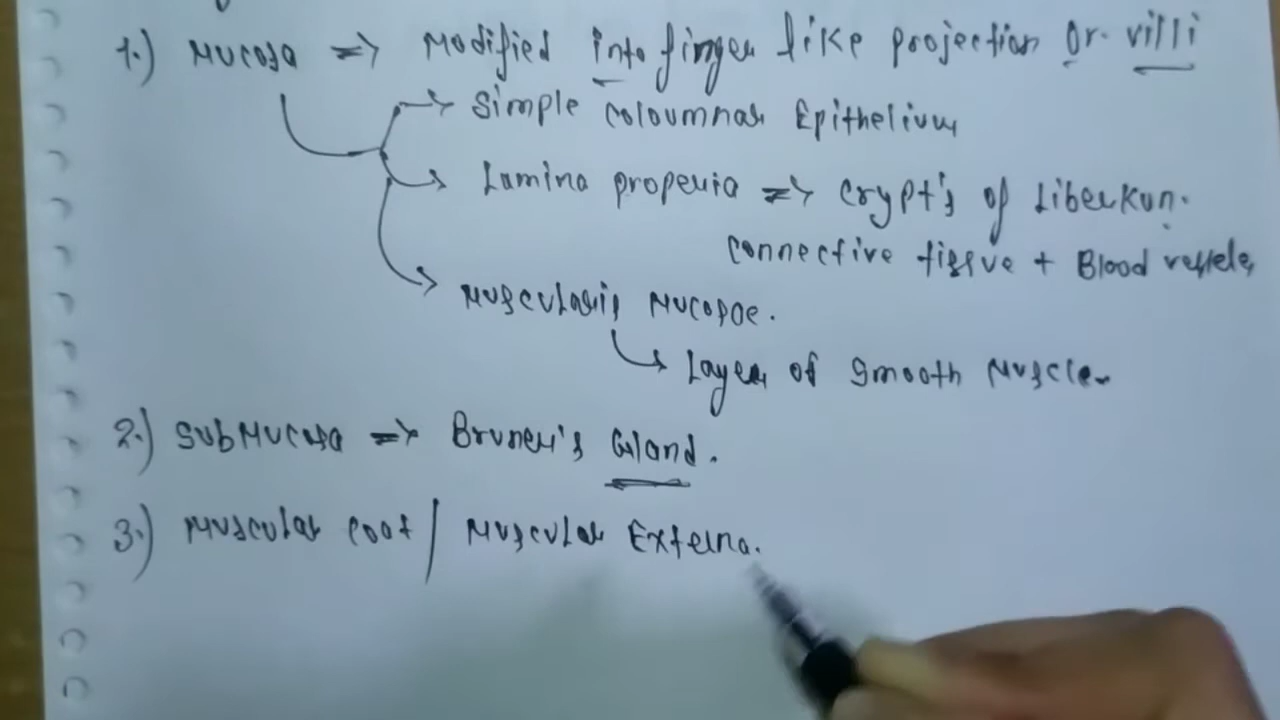 1.) Mucosa => Modified Into finger like projection Or villi
→ Simple Coloumnar Epithelium
→ Lamina properia => Crypt's of Liberkun.
Connective tissue + Blood vessels
→ Muscularis Mucosae.
→ Layer of Smooth Muscle.
2.) SubMucosa => Bruner's Gland.
3.) Muscular Coat / Muscular Externa.